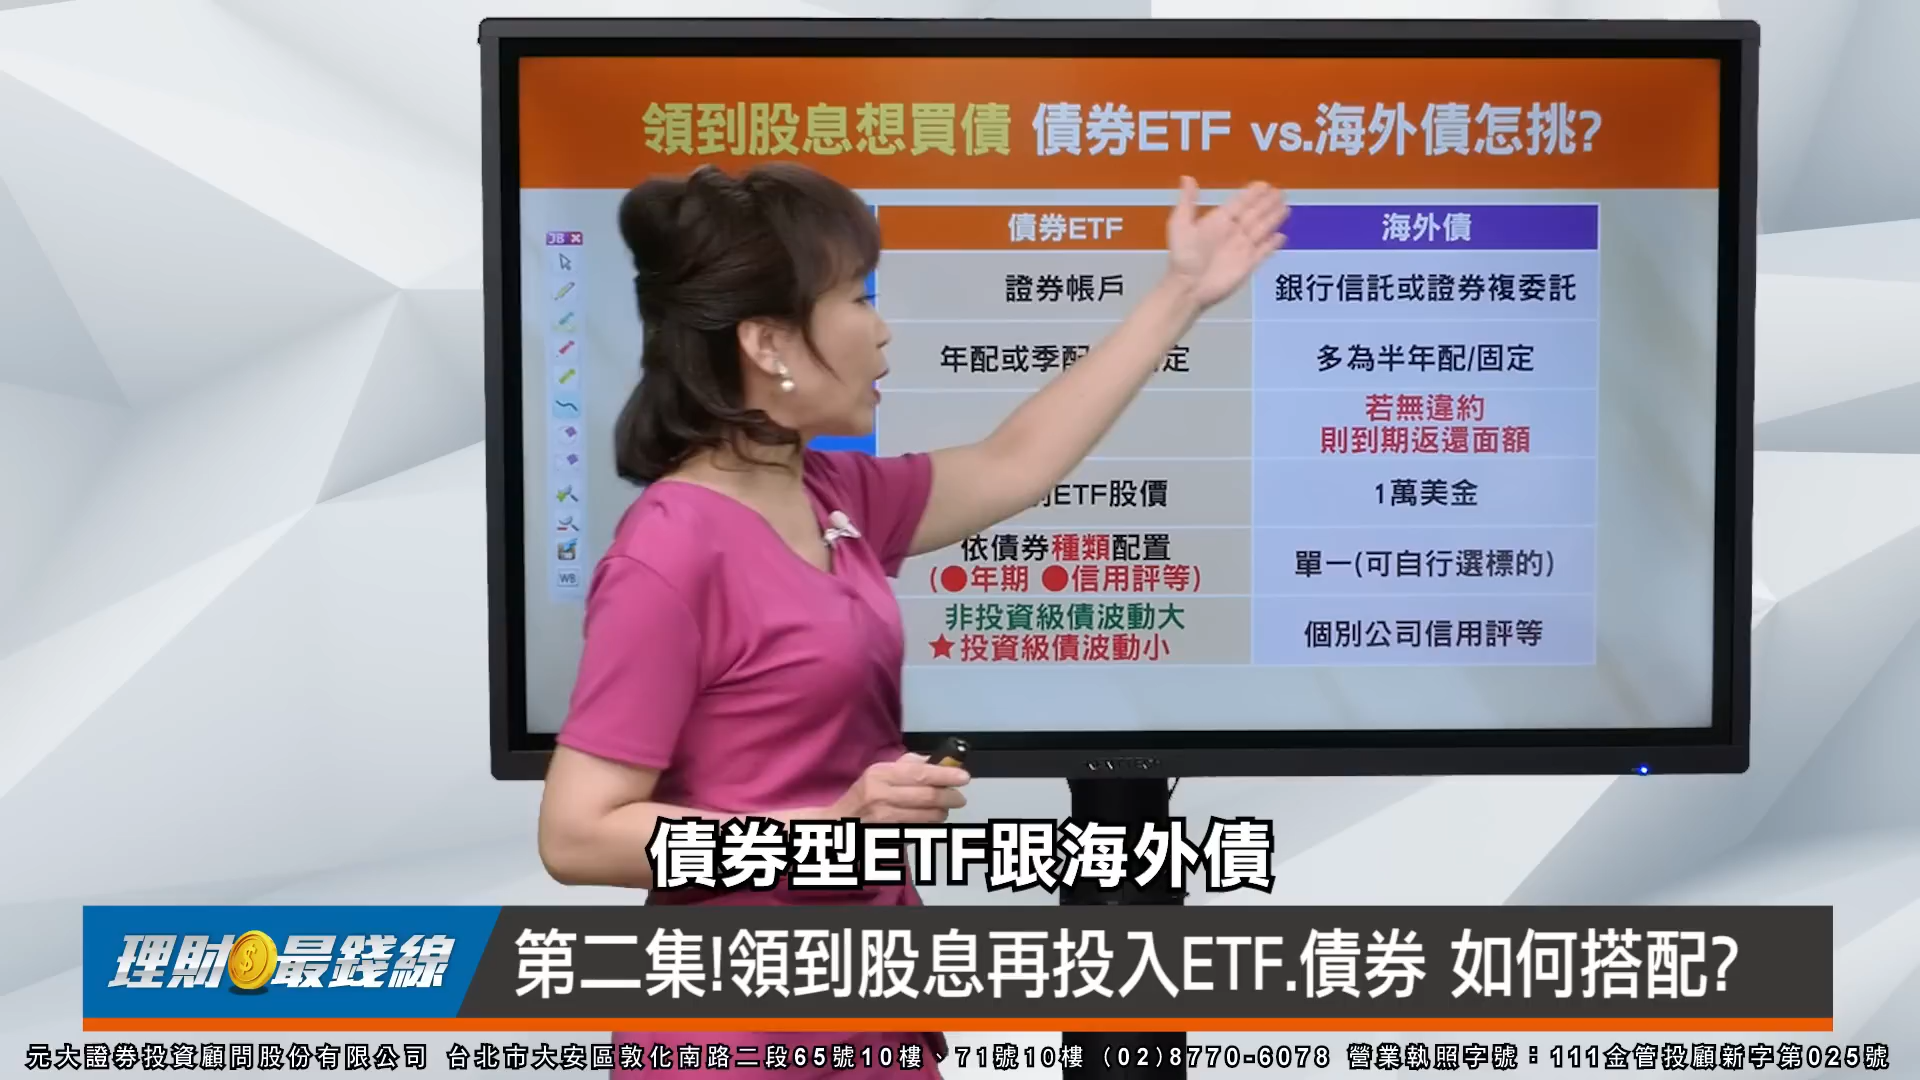 領到股息想買債 債券ETF vs.海外債怎挑?
JB
債券ETF
海外債
證券帳戶
銀行信託或證券複委託
年配或季配
定
多為半年配/固定
若無違約
則到期返還面額
ETF股價
1萬美金
依債券種類配置
(●年期 ●信用評等)
單一(可自行選標的)
非投資級債波動大
★投資級債波動小
個別公司信用評等
WB
債券型ETF跟海外債
理財最錢線
第二集!領到股息再投入ETF.債券 如何搭配?
元大證券投資顧問股份有限公司 台北市大安區敦化南路二段65號10樓、71號10樓 (02)8770-6078 營業執照字號：111金管投顧新字第025號